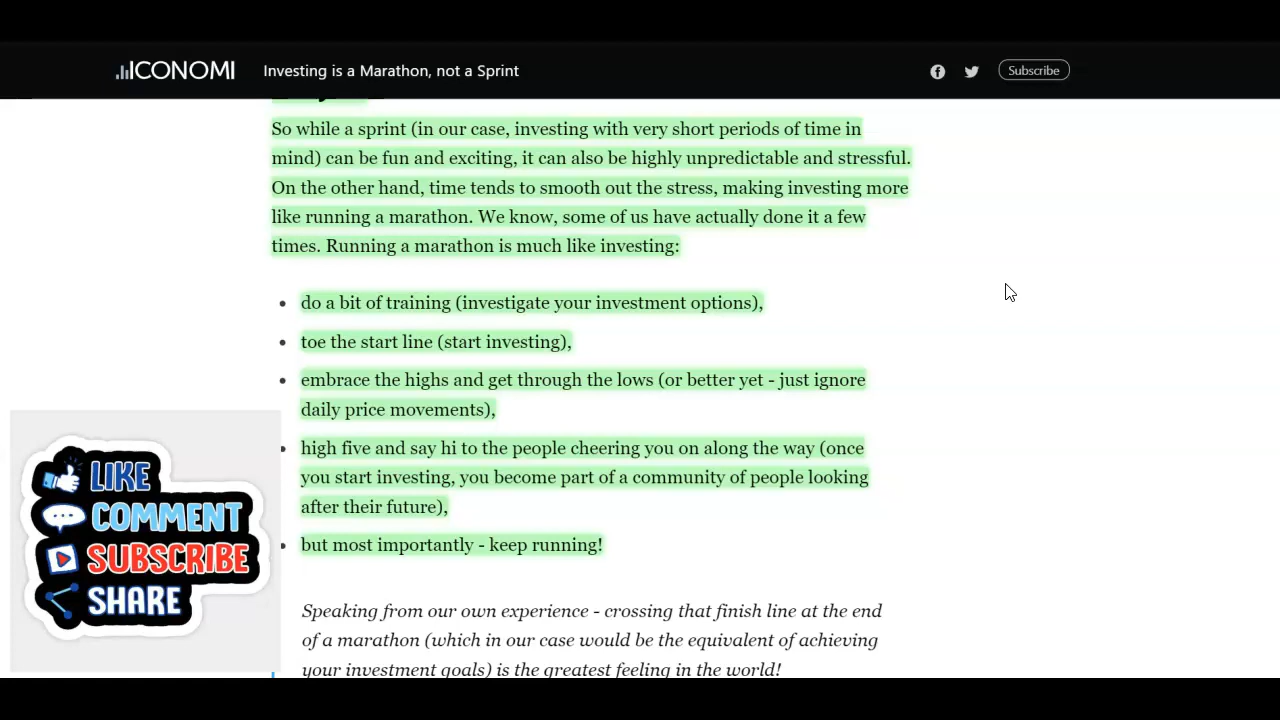 ICONOMI
Investing is a Marathon, not a Sprint
Subscribe
So while a sprint (in our case, investing with very short periods of time in
mind) can be fun and exciting, it can also be highly unpredictable and stressful.
On the other hand, time tends to smooth out the stress, making investing more
like running a marathon. We know, some of us have actually done it a few
times. Running a marathon is much like investing:
• do a bit of training (investigate your investment options),
• toe the start line (start investing),
• embrace the highs and get through the lows (or better yet - just ignore
daily price movements),
• high five and say hi to the people cheering you on along the way (once
you start investing, you become part of a community of people looking
after their future),
• but most importantly - keep running!
Speaking from our own experience - crossing that finish line at the end
of a marathon (which in our case would be the equivalent of achieving
your investment goals) is the greatest feeling in the world!
LIKE
COMMENT
SUBSCRIBE
SHARE